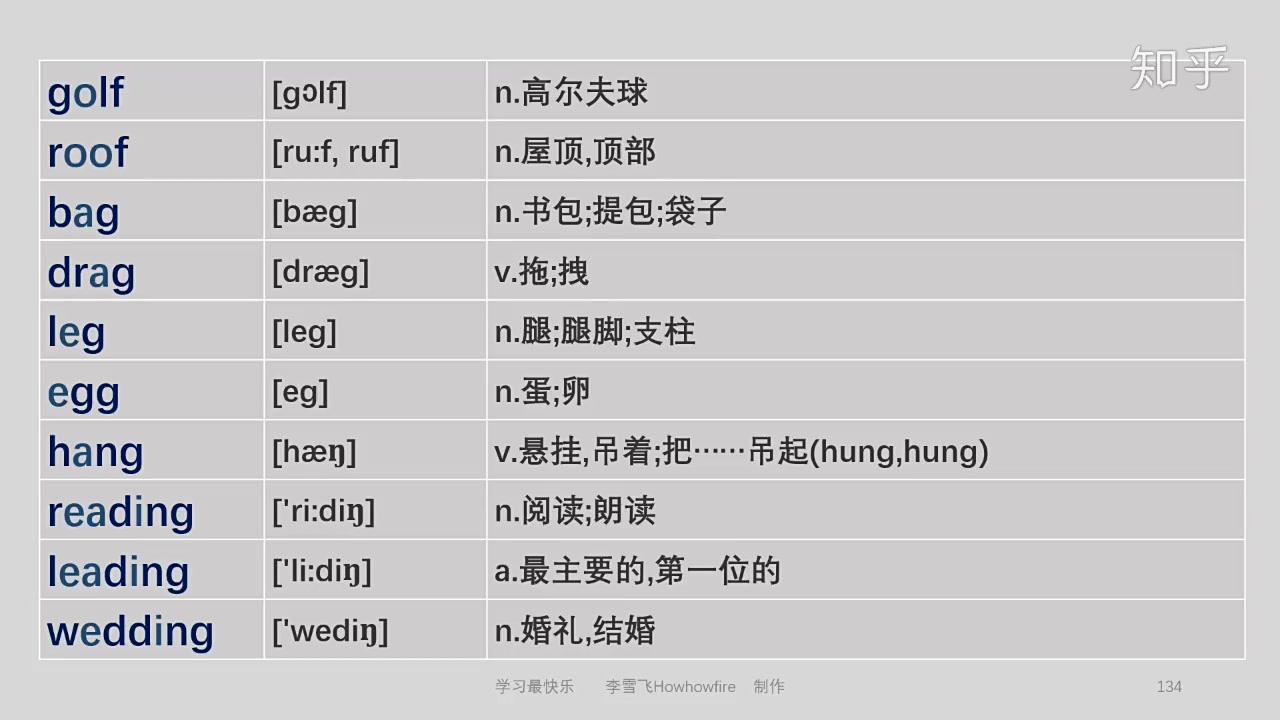 知乎
golf [gɔlf] n.高尔夫球
roof [ru:f, ruf] n.屋顶,顶部
bag [bæg] n.书包;提包;袋子
drag [dræg] v.拖;拽
leg [leg] n.腿;腿脚;支柱
egg [eg] n.蛋;卵
hang [hæŋ] v.悬挂,吊着;把……吊起(hung,hung)
reading ['ri:diŋ] n.阅读;朗读
leading ['li:diŋ] a.最主要的,第一位的
wedding ['wediŋ] n.婚礼,结婚
学习最快乐 李雪飞Howhowfire 制作 134